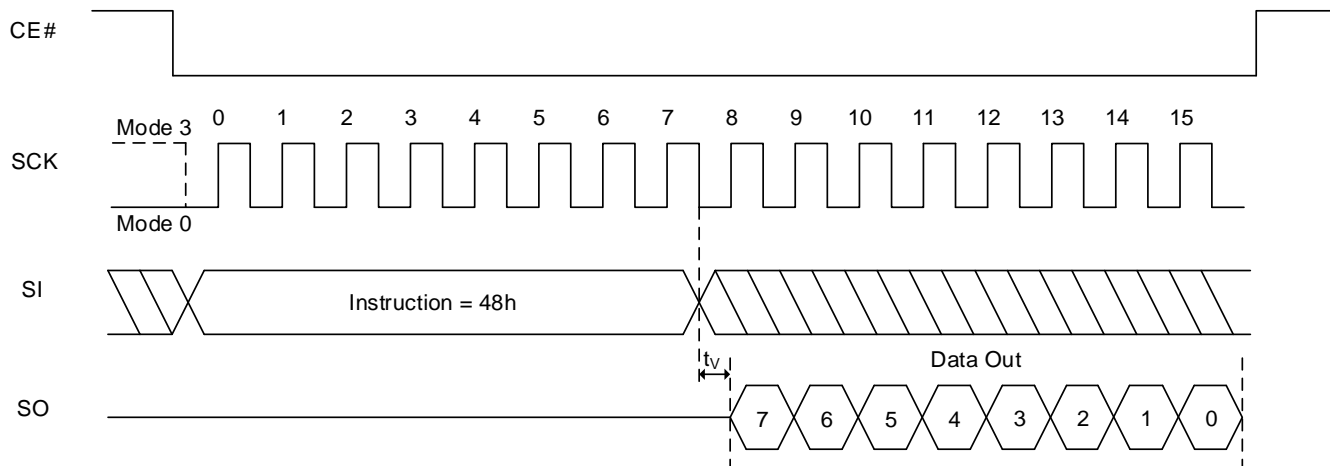 CE#
Mode 3
0 1 2 3 4 5 6 7 8 9 10 11 12 13 14 15
SCK
Mode 0
SI
Instruction = 48h
tV
Data Out
SO
7 6 5 4 3 2 1 0